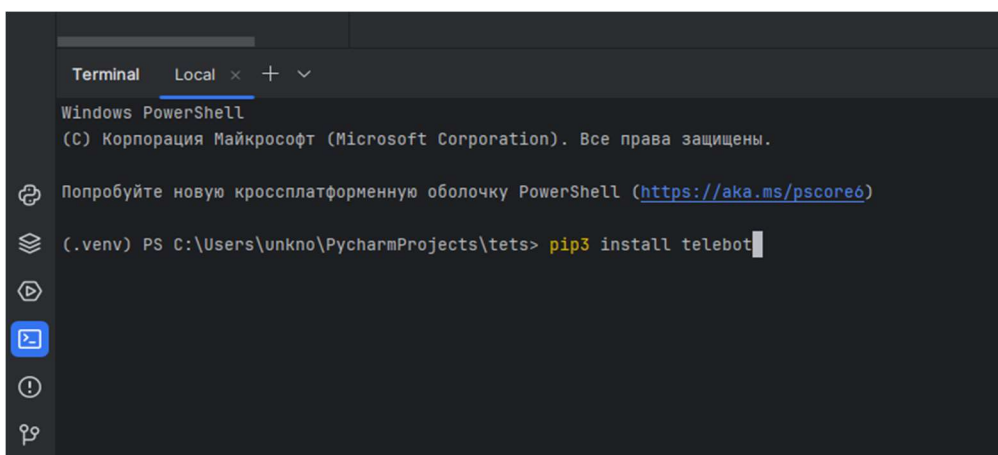 Terminal Local × + ∨
Windows PowerShell
(C) Корпорация Майкрософт (Microsoft Corporation). Все права защищены.
Попробуйте новую кроссплатформенную оболочку PowerShell (https://aka.ms/pscore6)
(.venv) PS C:\Users\unkno\PycharmProjects\tets> pip3 install telebot